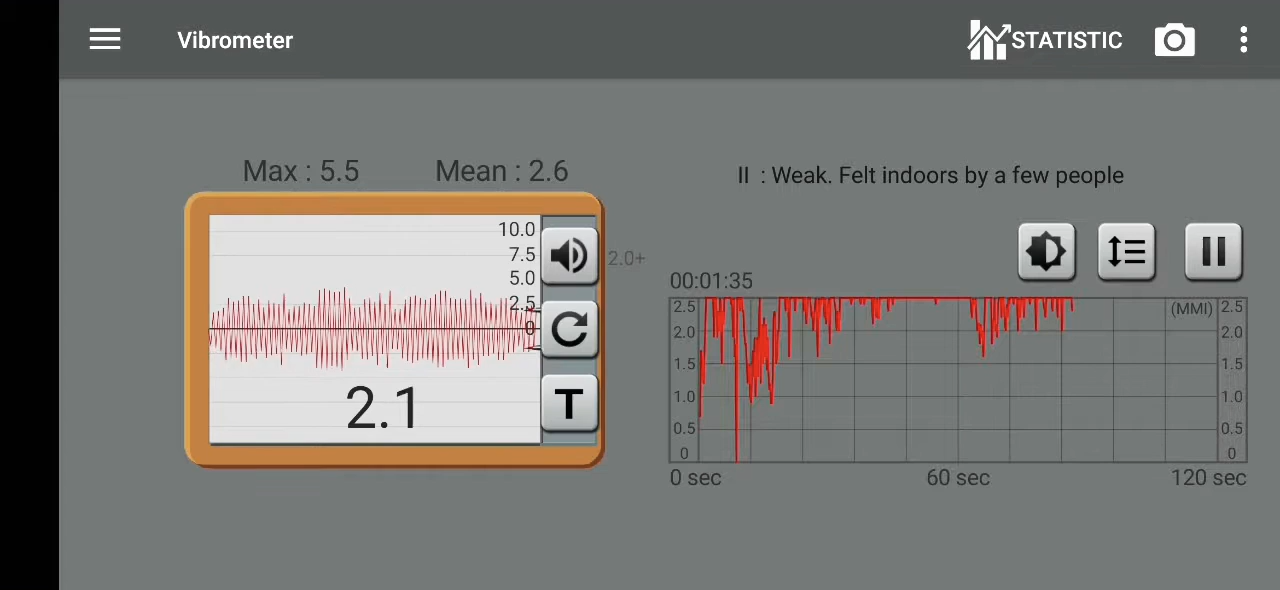 Vibrometer
STATISTIC
Max : 5.5
Mean : 2.6
II : Weak. Felt indoors by a few people
10.0
7.5
5.0
2.5
0
2.1
T
2.0+
00:01:35
(MMI)
2.5
2.0
1.5
1.0
0.5
0
2.5
2.0
1.5
1.0
0.5
0
0 sec
60 sec
120 sec